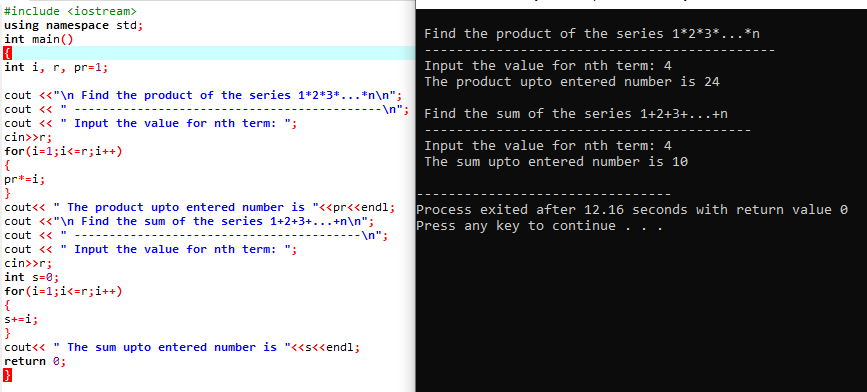 #include <iostream>
using namespace std;
int main()
{
int i, r, pr=1;
cout <<"\n Find the product of the series 1*2*3*...*n\n";
cout << " --------------------------------------------\n";
cout << " Input the value for nth term: ";
cin>>r;
for(i=1;i<=r;i++)
{
pr*=i;
}
cout<< " The product upto entered number is "<<pr<<endl;
cout <<"\n Find the sum of the series 1+2+3+...+n\n";
cout << " -----------------------------------------\n";
cout << " Input the value for nth term: ";
cin>>r;
int s=0;
for(i=1;i<=r;i++)
{
s+=i;
}
cout<< " The sum upto entered number is "<<s<<endl;
return 0;
}
Find the product of the series 1*2*3*...*n
--------------------------------------------
Input the value for nth term: 4
The product upto entered number is 24
Find the sum of the series 1+2+3+...+n
-----------------------------------------
Input the value for nth term: 4
The sum upto entered number is 10
--------------------------------
Process exited after 12.16 seconds with return value 0
Press any key to continue . . .